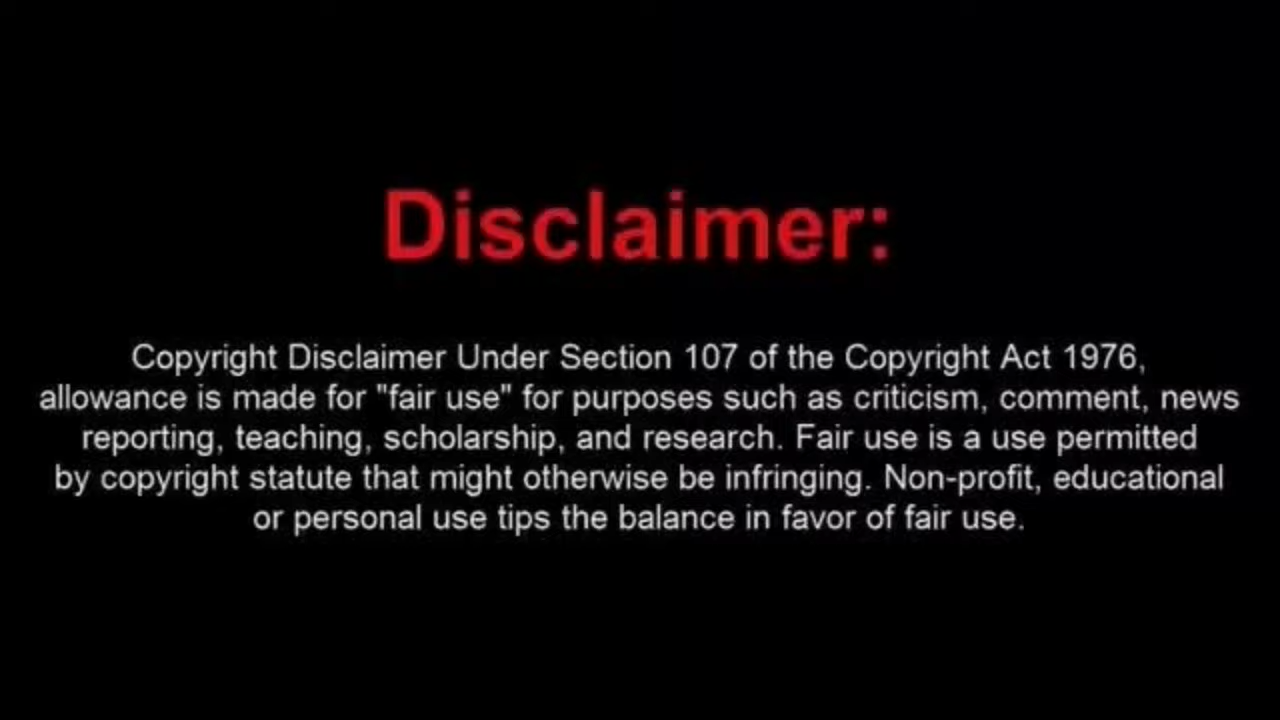 Disclaimer:
Copyright Disclaimer Under Section 107 of the Copyright Act 1976,
allowance is made for "fair use" for purposes such as criticism, comment, news
reporting, teaching, scholarship, and research. Fair use is a use permitted
by copyright statute that might otherwise be infringing. Non-profit, educational
or personal use tips the balance in favor of fair use.